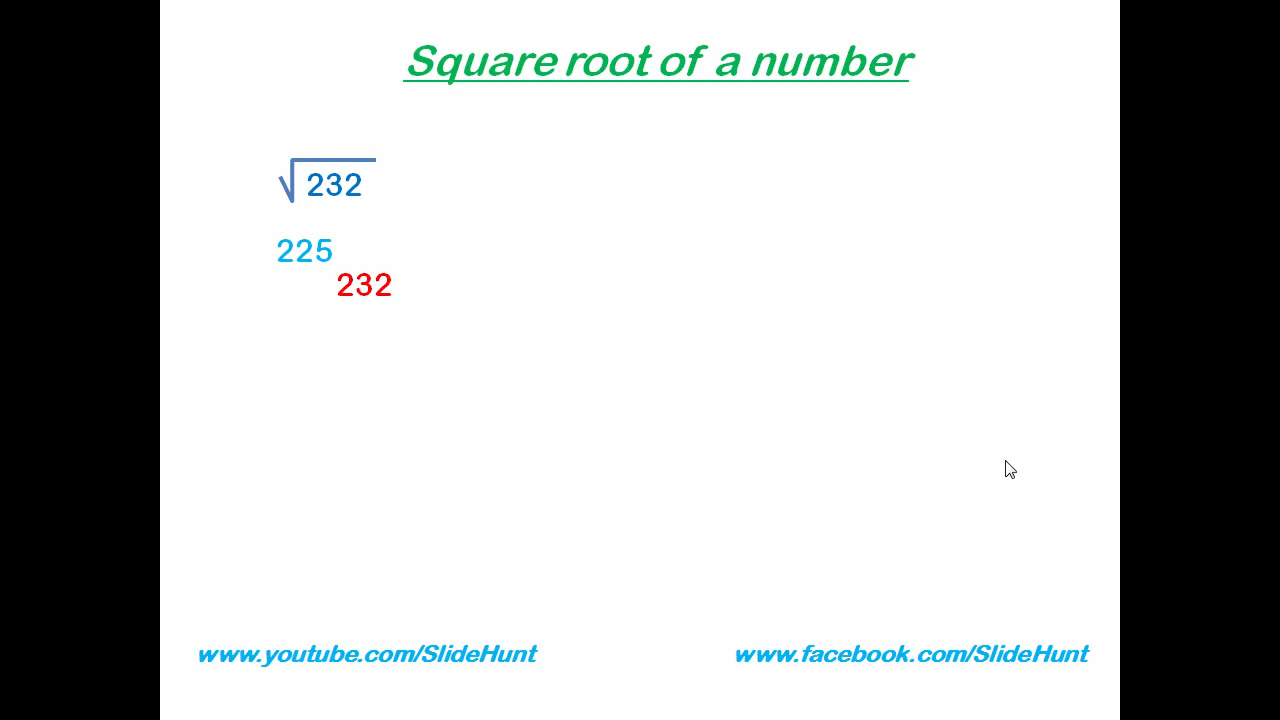 Square root of a number
√232
225
232
www.youtube.com/SlideHunt
www.facebook.com/SlideHunt